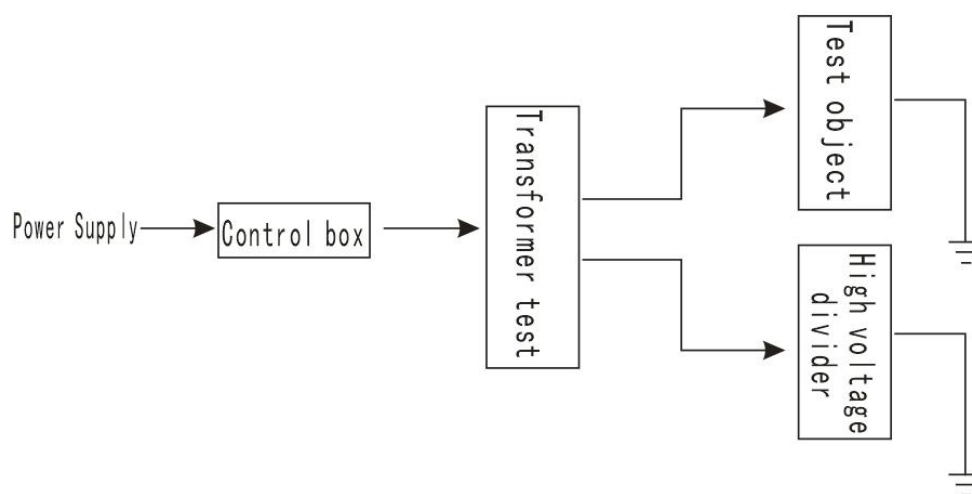 Power Supply
Control box
Transformer test
Test object
High voltage
divider